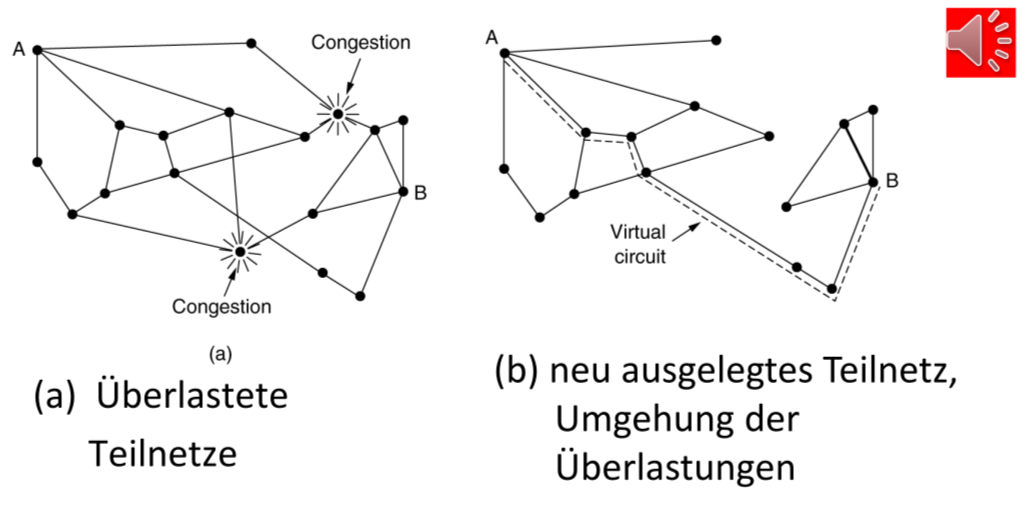 A
Congestion
B
Congestion
(a)
(a) Überlastete
Teilnetze
A
B
Virtual
circuit
(b) neu ausgelegtes Teilnetz,
Umgehung der
Überlastungen